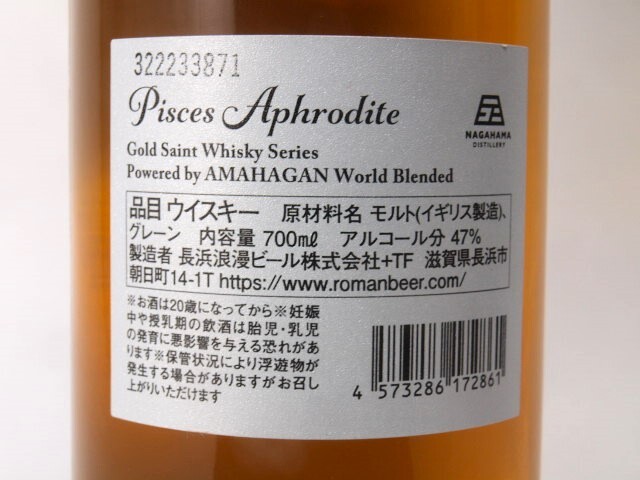 322233871
Pisces Aphrodite
NAGAHAMA
DISTILLERY
Gold Saint Whisky Series
Powered by AMAHAGAN World Blended
品目 ウイスキー 原材料名 モルト(イギリス製造)、
グレーン 内容量 700㎖ アルコール分 47%
製造者 長浜浪漫ビール株式会社+TF 滋賀県長浜市
朝日町14-1T https://www.romanbeer.com/
※お酒は20歳になってから※妊娠
中や授乳期の飲酒は胎児・乳児
の発育に悪影響を与える恐れがあ
ります※保管状況により浮遊物が
発生する場合がありますがお召し
上がりいただけます
4 573286 172861